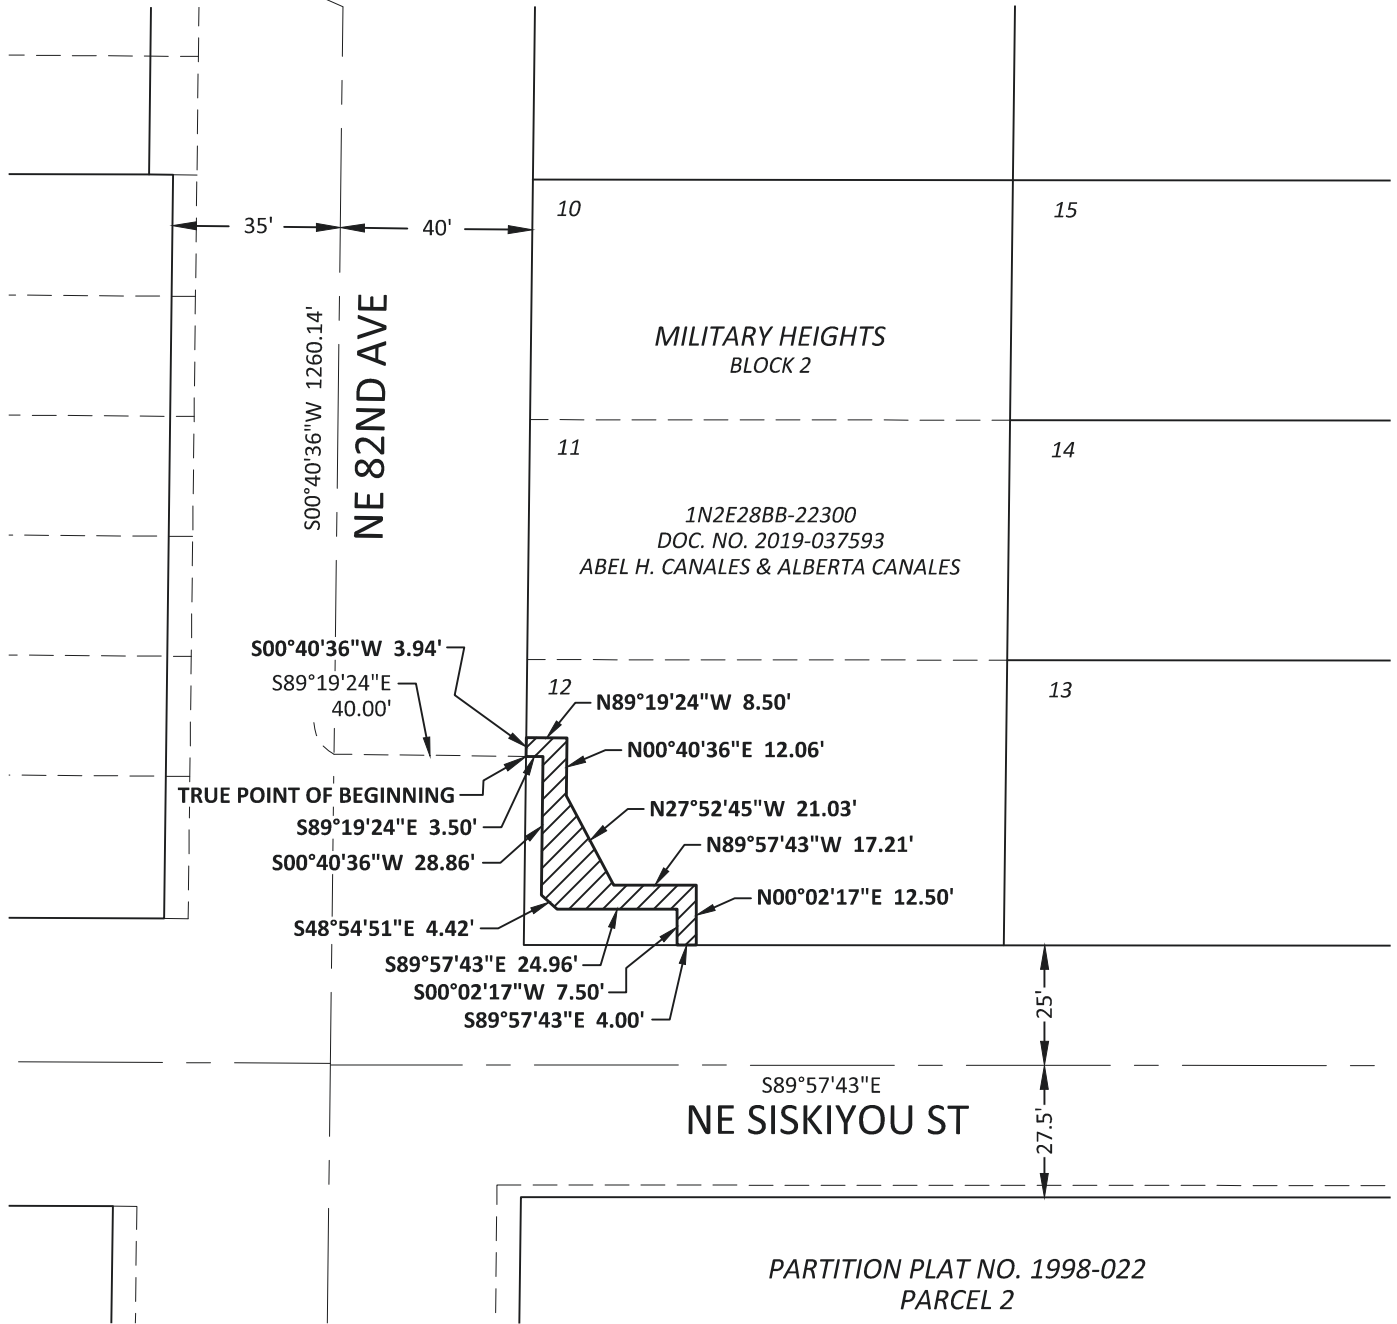 10
15
35'
40'
S00°40'36"W 1260.14'
NE 82ND AVE
MILITARY HEIGHTS
BLOCK 2
11
14
1N2E28BB-22300
DOC. NO. 2019-037593
ABEL H. CANALES & ALBERTA CANALES
S00°40'36"W 3.94'
S89°19'24"E
40.00'
12
13
N89°19'24"W 8.50'
N00°40'36"E 12.06'
TRUE POINT OF BEGINNING
N27°52'45"W 21.03'
S89°19'24"E 3.50'
N89°57'43"W 17.21'
S00°40'36"W 28.86'
N00°02'17"E 12.50'
S48°54'51"E 4.42'
S89°57'43"E 24.96'
S00°02'17"W 7.50'
S89°57'43"E 4.00'
25'
S89°57'43"E
NE SISKIYOU ST
27.5'
PARTITION PLAT NO. 1998-022
PARCEL 2